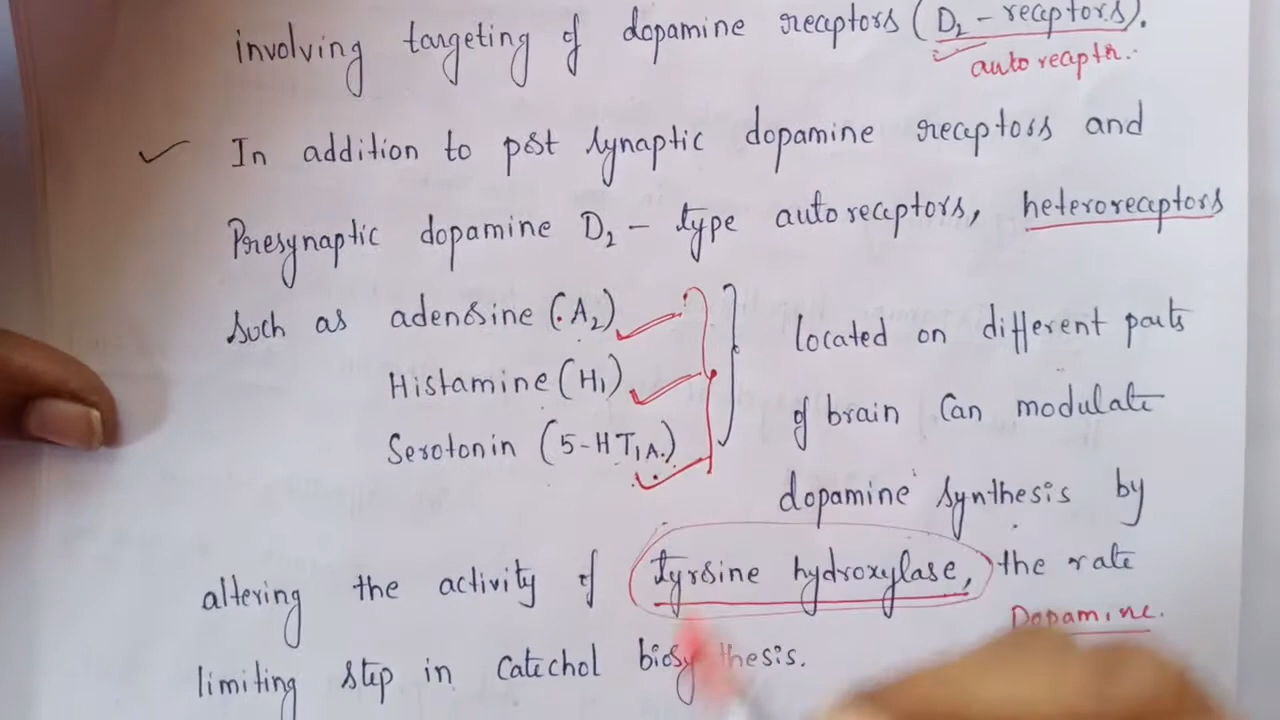 involving targeting of dopamine receptors (D2 - receptors).
auto receptr.
In addition to post synaptic dopamine receptors and
Presynaptic dopamine D2 - type autoreceptors, heteroreceptors
such as adenosine (A2)
Histamine (H1)
Serotonin (5-HT1A.)
located on different parts
of brain Can modulate
dopamine synthesis by
altering the activity of tyrosine hydroxylase, the rate
Dopamine.
limiting step in Catechol biosynthesis.